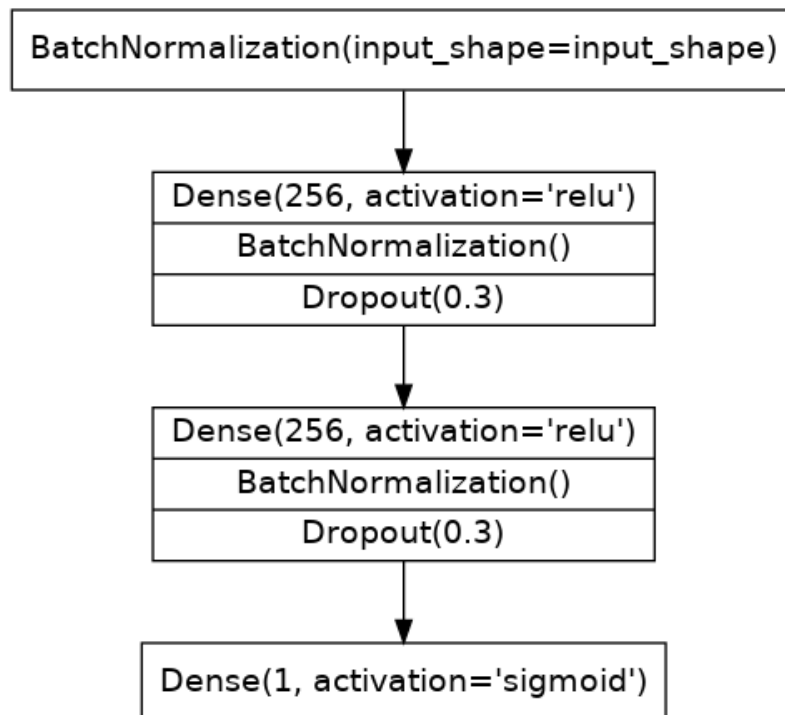 BatchNormalization(input_shape=input_shape)
Dense(256, activation='relu')
BatchNormalization()
Dropout(0.3)
Dense(256, activation='relu')
BatchNormalization()
Dropout(0.3)
Dense(1, activation='sigmoid')